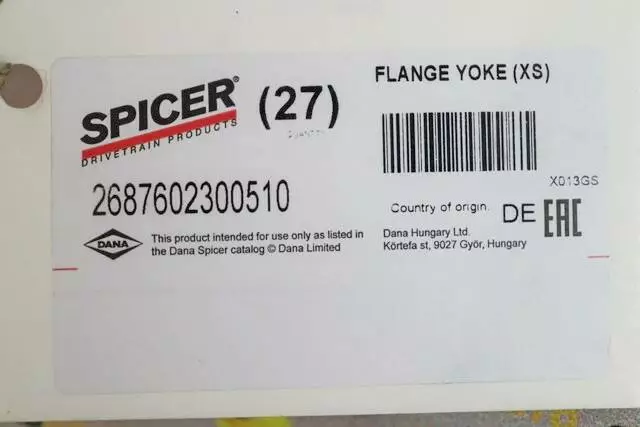 SPICER®
DRIVETRAIN PRODUCTS
(27)
FLANGE YOKE (XS)
X013GS
2687602300510
Country of origin. DE EAC
DANA
This product intended for use only as listed in
the Dana Spicer catalog © Dana Limited
Dana Hungary Ltd.
Körtefa st, 9027 Győr, Hungary